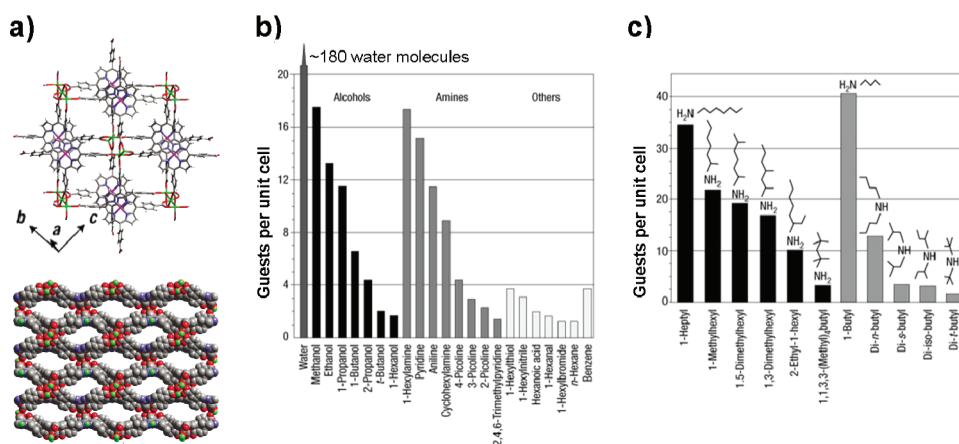 a)
b
a
c
b)
~180 water molecules
20
16
12
8
4
0
Guests per unit cell
Alcohols
Amines
Others
Water
Methanol
Ethanol
1-Propanol
1-Butanol
2-Propanol
t-Butanol
1-Hexanol
1-Hexylamine
Pyridine
Aniline
Cyclohexylamine
4-Picoline
3-Picoline
2-Picoline
2,4,6-Trimethylpyridine
1-Hexylthiol
1-Hexylnitrile
Hexanoic acid
1-Hexanal
1-Hexylbromide
n-Hexane
Benzene
c)
40
30
20
10
0
Guests per unit cell
H₂N
NH₂
NH₂
NH₂
NH₂
NH₂
H₂N
NH
NH
NH
NH
1-Heptyl
1-Methylhexyl
1,5-Dimethylhexyl
1,3-Dimethylhexyl
2-Ethyl-1-hexyl
1,1,3,3-(Methyl)₄butyl
1-Butyl
Di-n-butyl
Di-s-butyl
Di-iso-butyl
Di-t-butyl